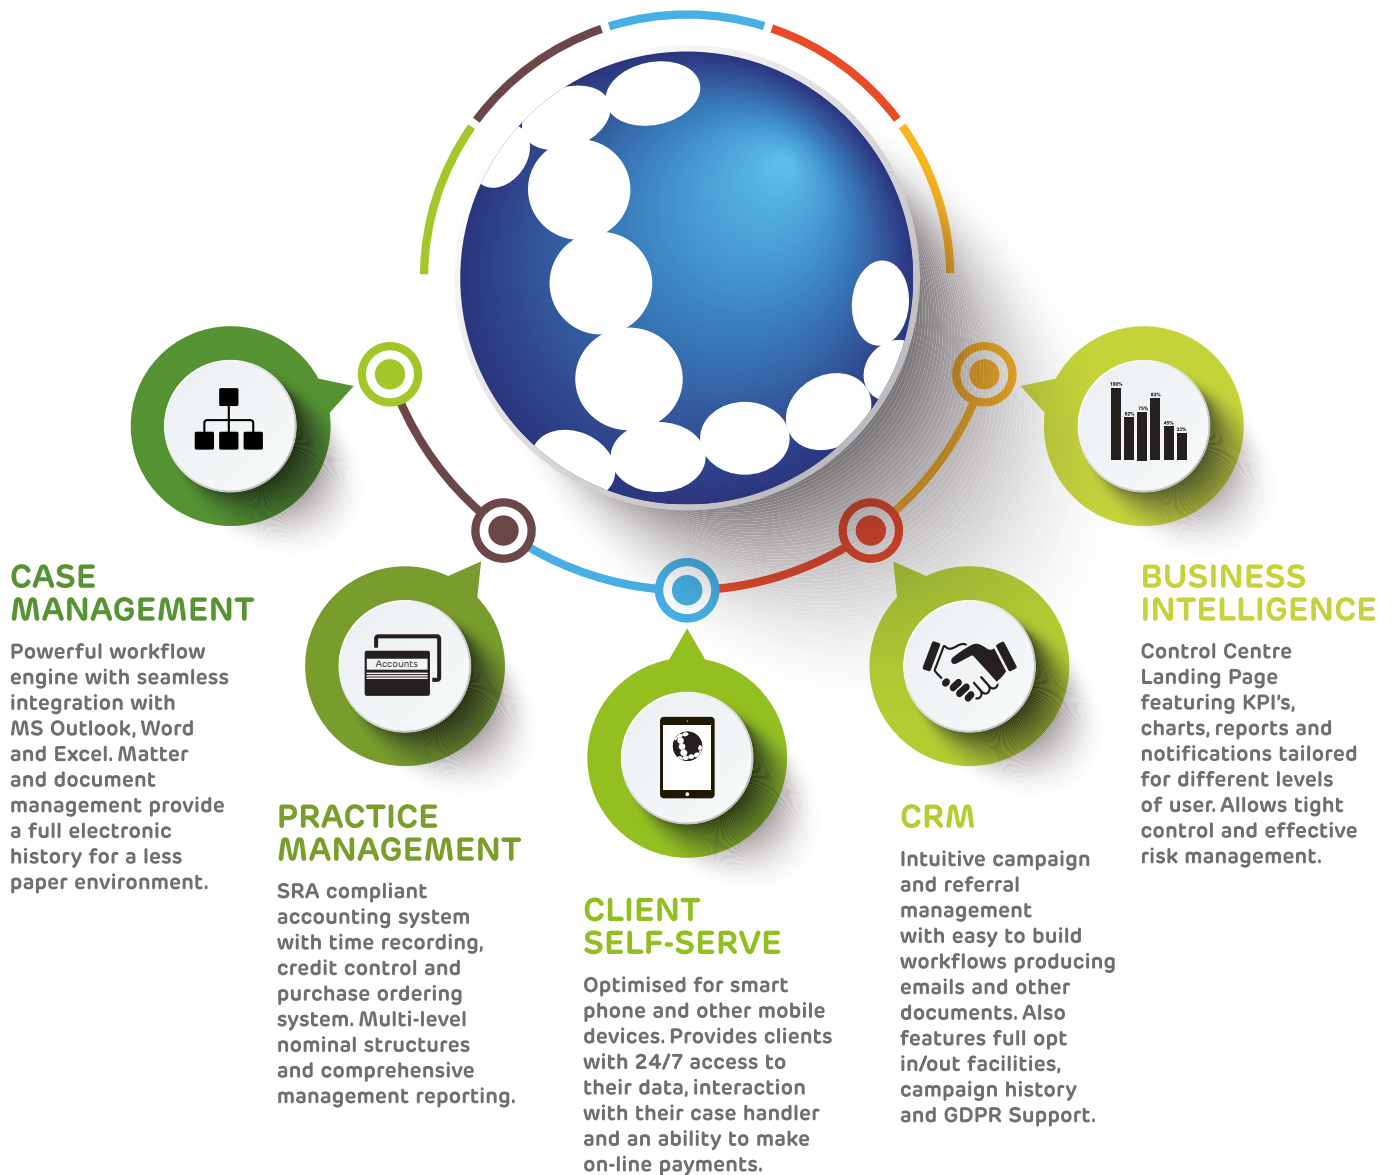 100%
62%
75%
83%
45%
33%
Accounts
CASE
MANAGEMENT
Powerful workflow
engine with seamless
integration with
MS Outlook, Word
and Excel. Matter
and document
management provide
a full electronic
history for a less
paper environment.
PRACTICE
MANAGEMENT
SRA compliant
accounting system
with time recording,
credit control and
purchase ordering
system. Multi-level
nominal structures
and comprehensive
management reporting.
CLIENT
SELF-SERVE
Optimised for smart
phone and other mobile
devices. Provides clients
with 24/7 access to
their data, interaction
with their case handler
and an ability to make
on-line payments.
CRM
Intuitive campaign
and referral
management
with easy to build
workflows producing
emails and other
documents. Also
features full opt
in/out facilities,
campaign history
and GDPR Support.
BUSINESS
INTELLIGENCE
Control Centre
Landing Page
featuring KPI's,
charts, reports and
notifications tailored
for different levels
of user. Allows tight
control and effective
risk management.